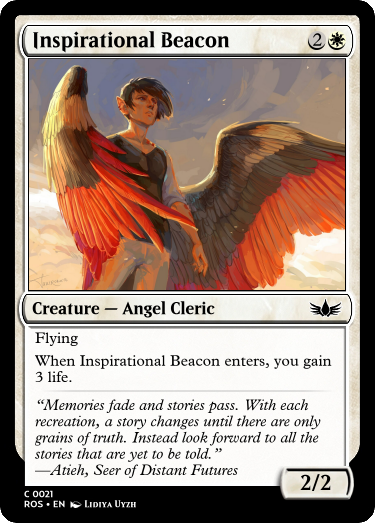 Inspirational Beacon 2
Creature — Angel Cleric
Flying
When Inspirational Beacon enters, you gain
3 life.
“Memories fade and stories pass. With each
recreation, a story changes until there are only
grains of truth. Instead look forward to all the
stories that are yet to be told.”
—Atieh, Seer of Distant Futures
2/2
C 0021
ROS • EN Lidiya Uyzh